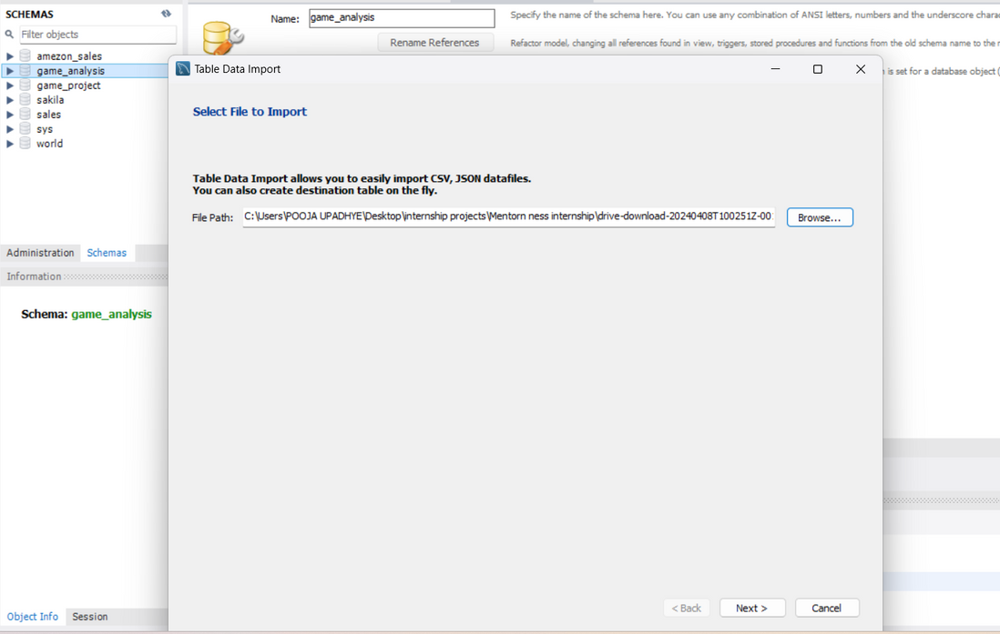 SCHEMAS
Filter objects
amezon_sales
game_analysis
game_project
sakila
sales
sys
world
Administration
Schemas
Information
Schema: game_analysis
Object Info
Session
Name:
game_analysis
Specify the name of the schema here. You can use any combination of ANSI letters, numbers and the underscore
Rename References
Refactor model, changing all references found in view, triggers, stored procedures and functions from the old schema name to the
is set for a database object (
Table Data Import
Select File to Import
Table Data Import allows you to easily import CSV, JSON datafiles.
You can also create destination table on the fly.
File Path:
C:\Users\POOJA UPADHYE\Desktop\internship projects\Mentorn ness internship\drive-download-20240408T100251Z-00
Browse...
< Back
Next >
Cancel